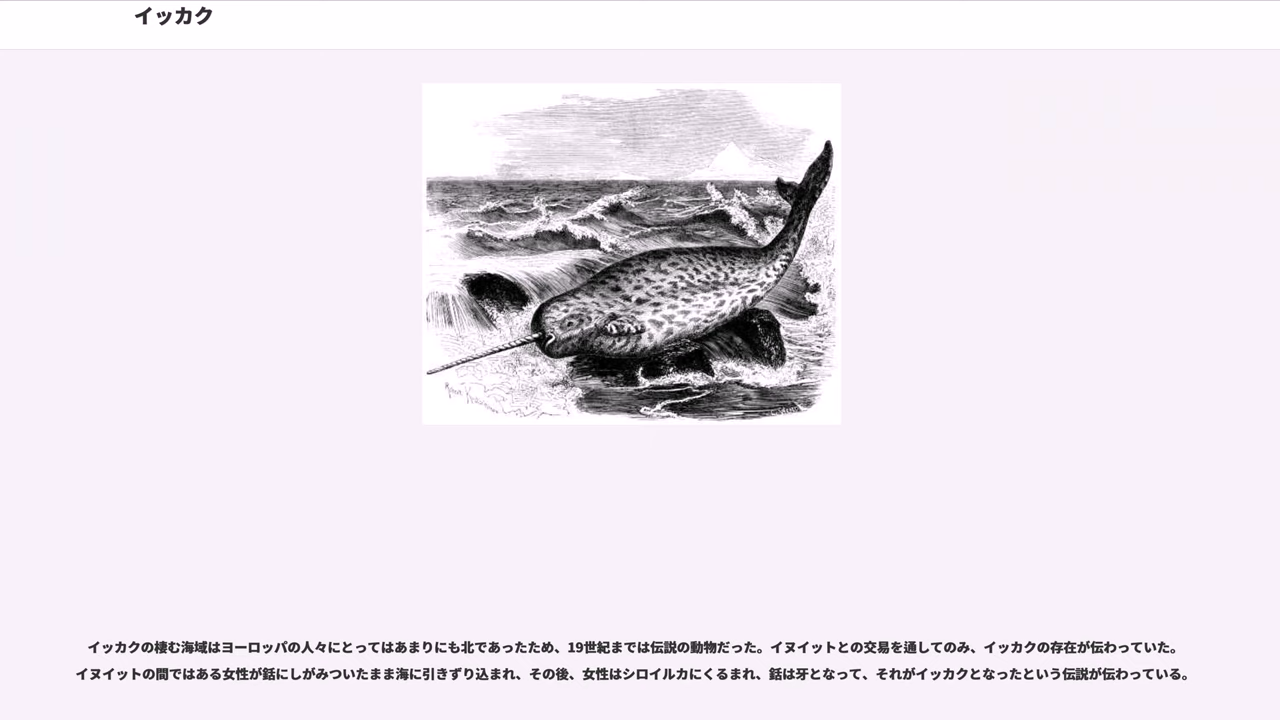 イッカク
イッカクの棲む海域はヨーロッパの人々にとってはあまりにも北であったため、19世紀までは伝説の動物だった。イヌイットとの交易を通してのみ、イッカクの存在が伝わっていた。
イヌイットの間ではある女性が銛にしがみついたまま海に引きずり込まれ、その後、女性はシロイルカにくるまれ、銛は牙となって、それがイッカクとなったという伝説が伝わっている。